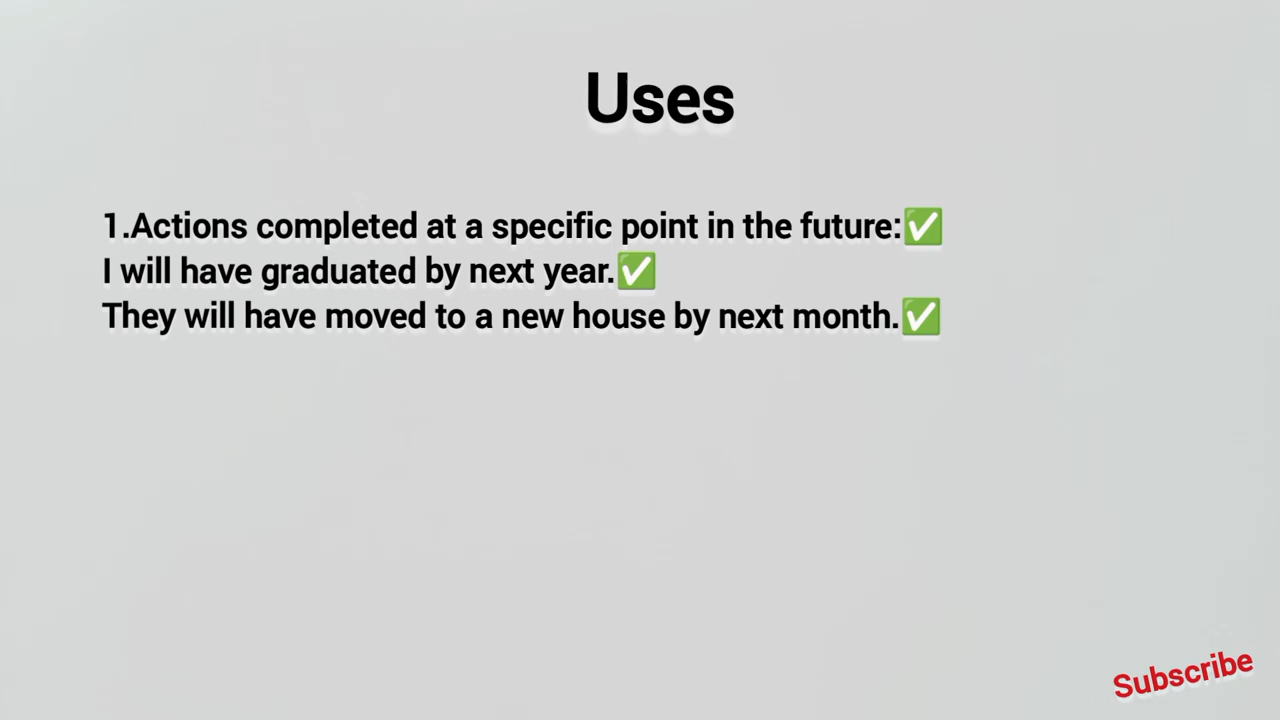 Uses
1.Actions completed at a specific point in the future:✅
I will have graduated by next year.✅
They will have moved to a new house by next month.✅
Subscribe